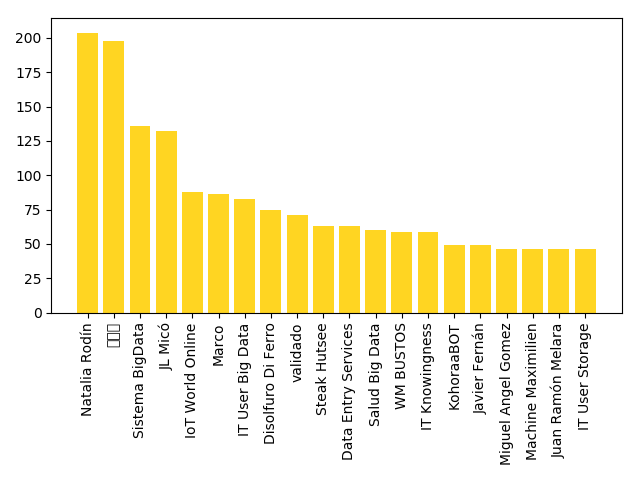 200
175
150
125
100
75
50
25
0
Natalia Rodín
Sistema BigData
JL Micó
IoT World Online
Marco
IT User Big Data
Disolfuro Di Ferro
validado
Steak Hutsee
Data Entry Services
Salud Big Data
WM BUSTOS
IT Knowingness
KohoraaBOT
Javier Fernán
Miguel Angel Gomez
Machine Maximilien
Juan Ramón Melara
IT User Storage